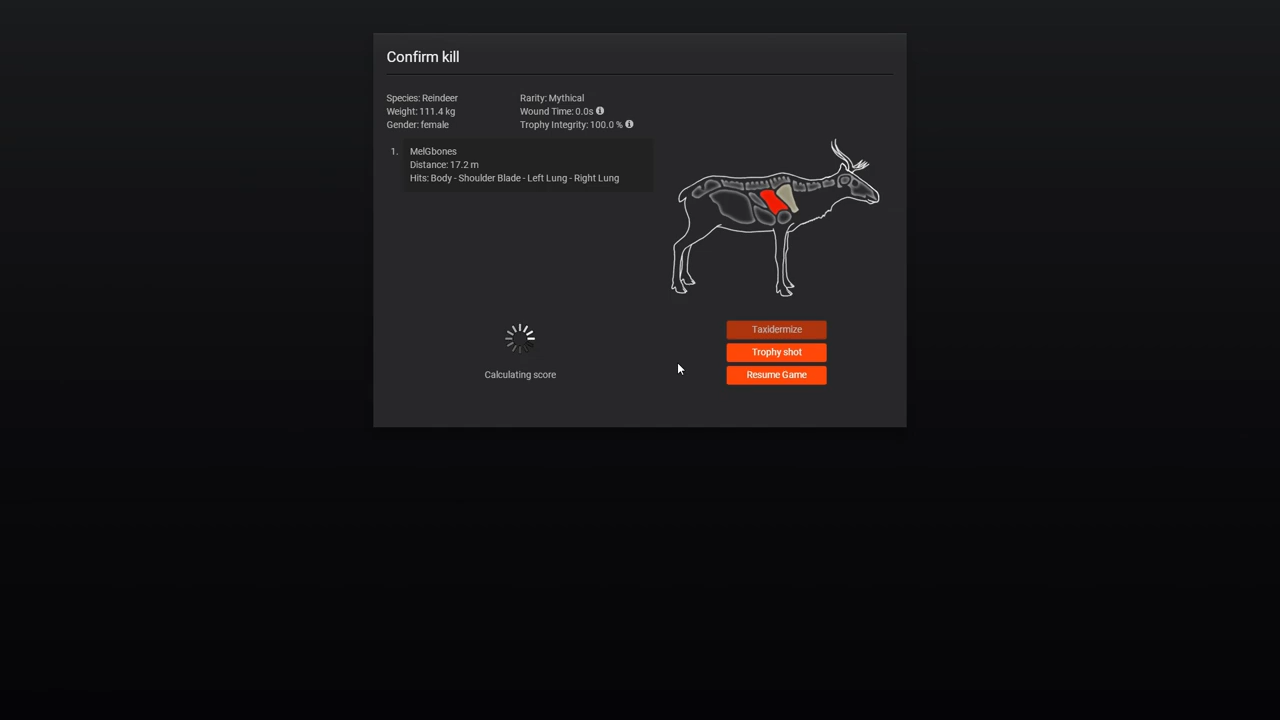 Confirm kill
Species: Reindeer
Weight: 111.4 kg
Gender: female
Rarity: Mythical
Wound Time: 0.0s
Trophy Integrity: 100.0 %
1. MelGbones
Distance: 17.2 m
Hits: Body - Shoulder Blade - Left Lung - Right Lung
Calculating score
Taxidermize
Trophy shot
Resume Game